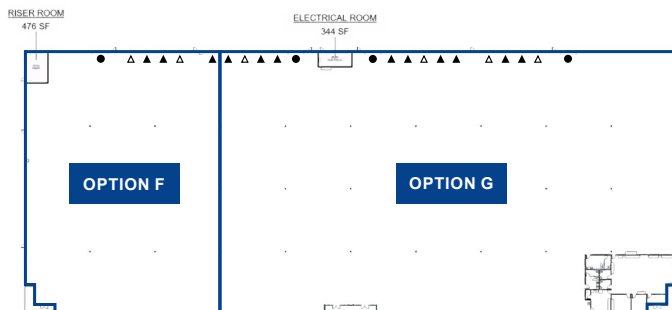 RISER ROOM
476 SF
ELECTRICAL ROOM
344 SF
OPTION F
OPTION G